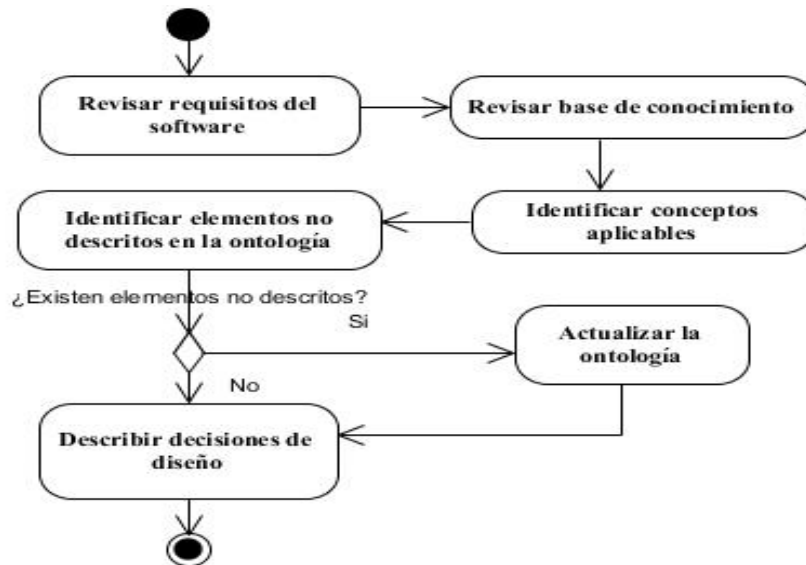 Revisar requisitos del
software
Revisar base de conocimiento
Identificar conceptos
aplicables
Identificar elementos no
descritos en la ontología
¿Existen elementos no descritos?
Si
Actualizar la
ontología
No
Describir decisiones de
diseño